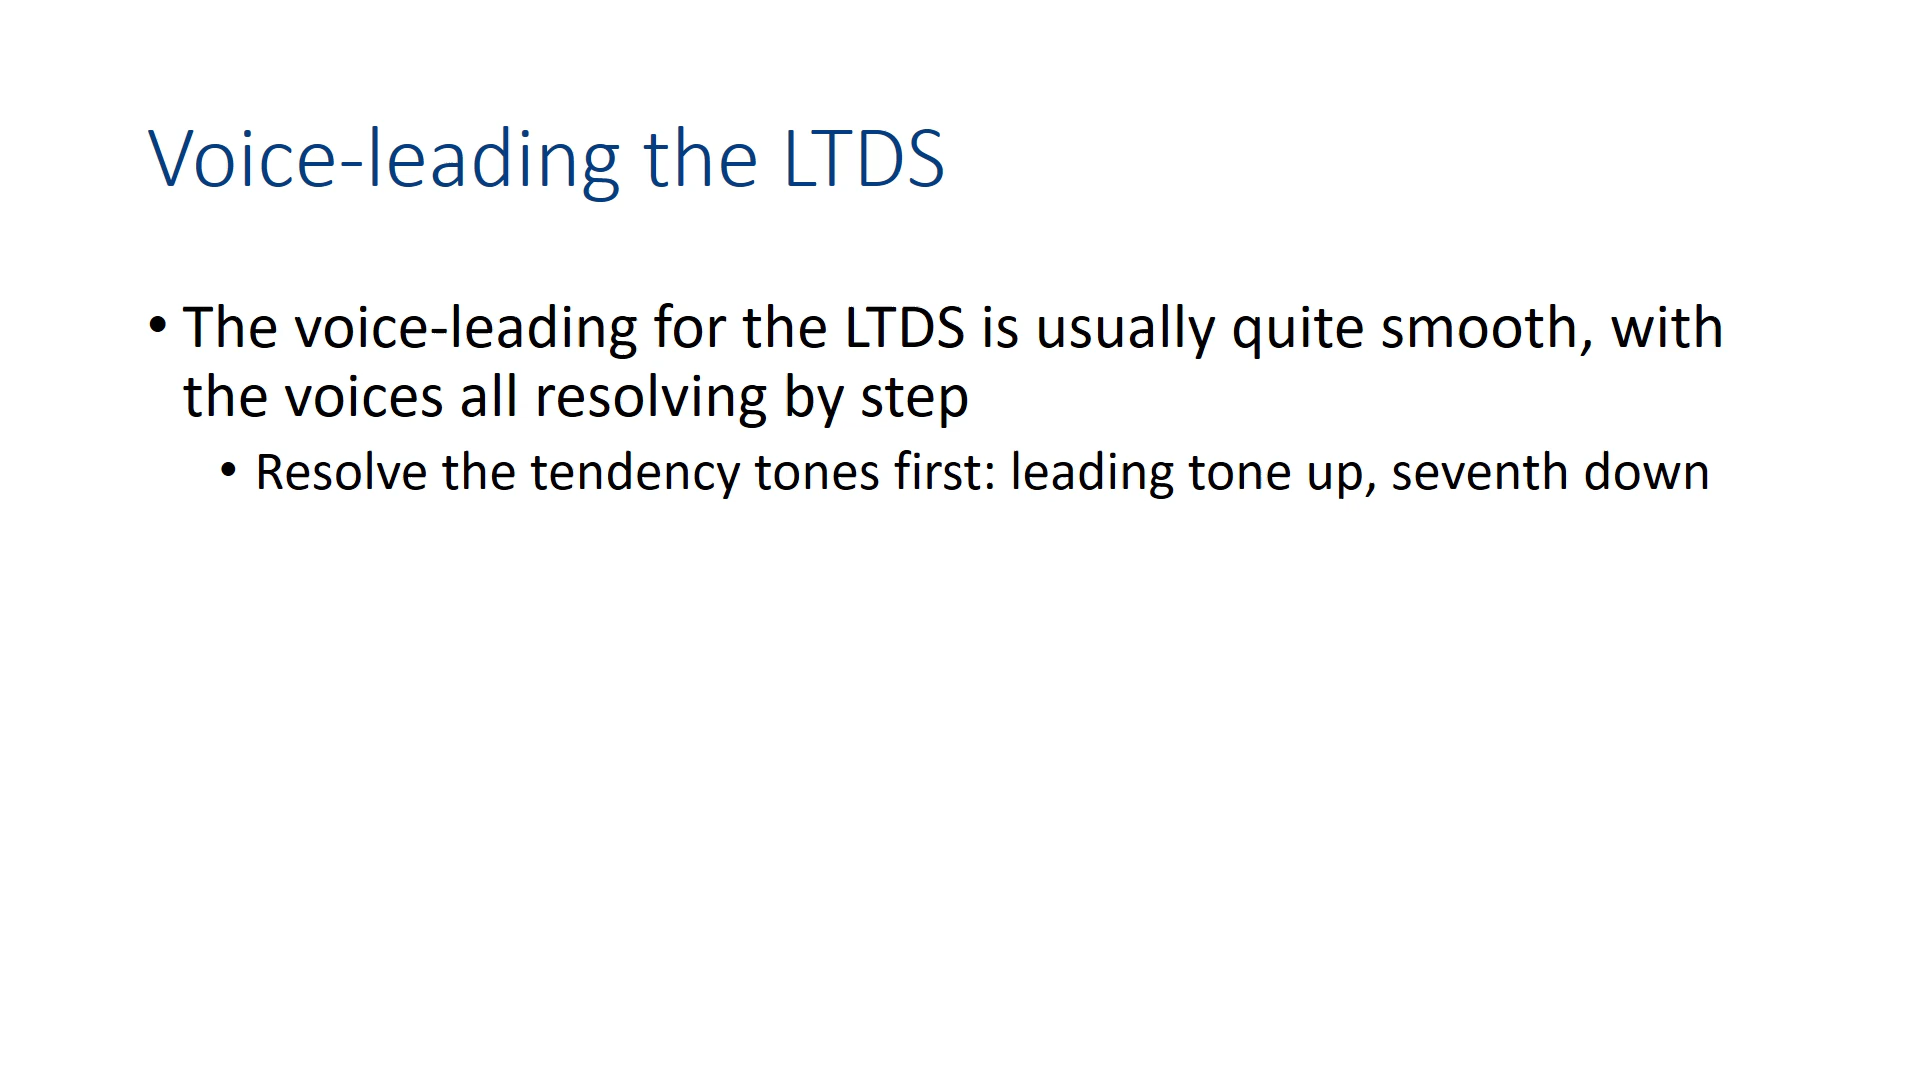 Voice-leading the LTDS
• The voice-leading for the LTDS is usually quite smooth, with
the voices all resolving by step
• Resolve the tendency tones first: leading tone up, seventh down